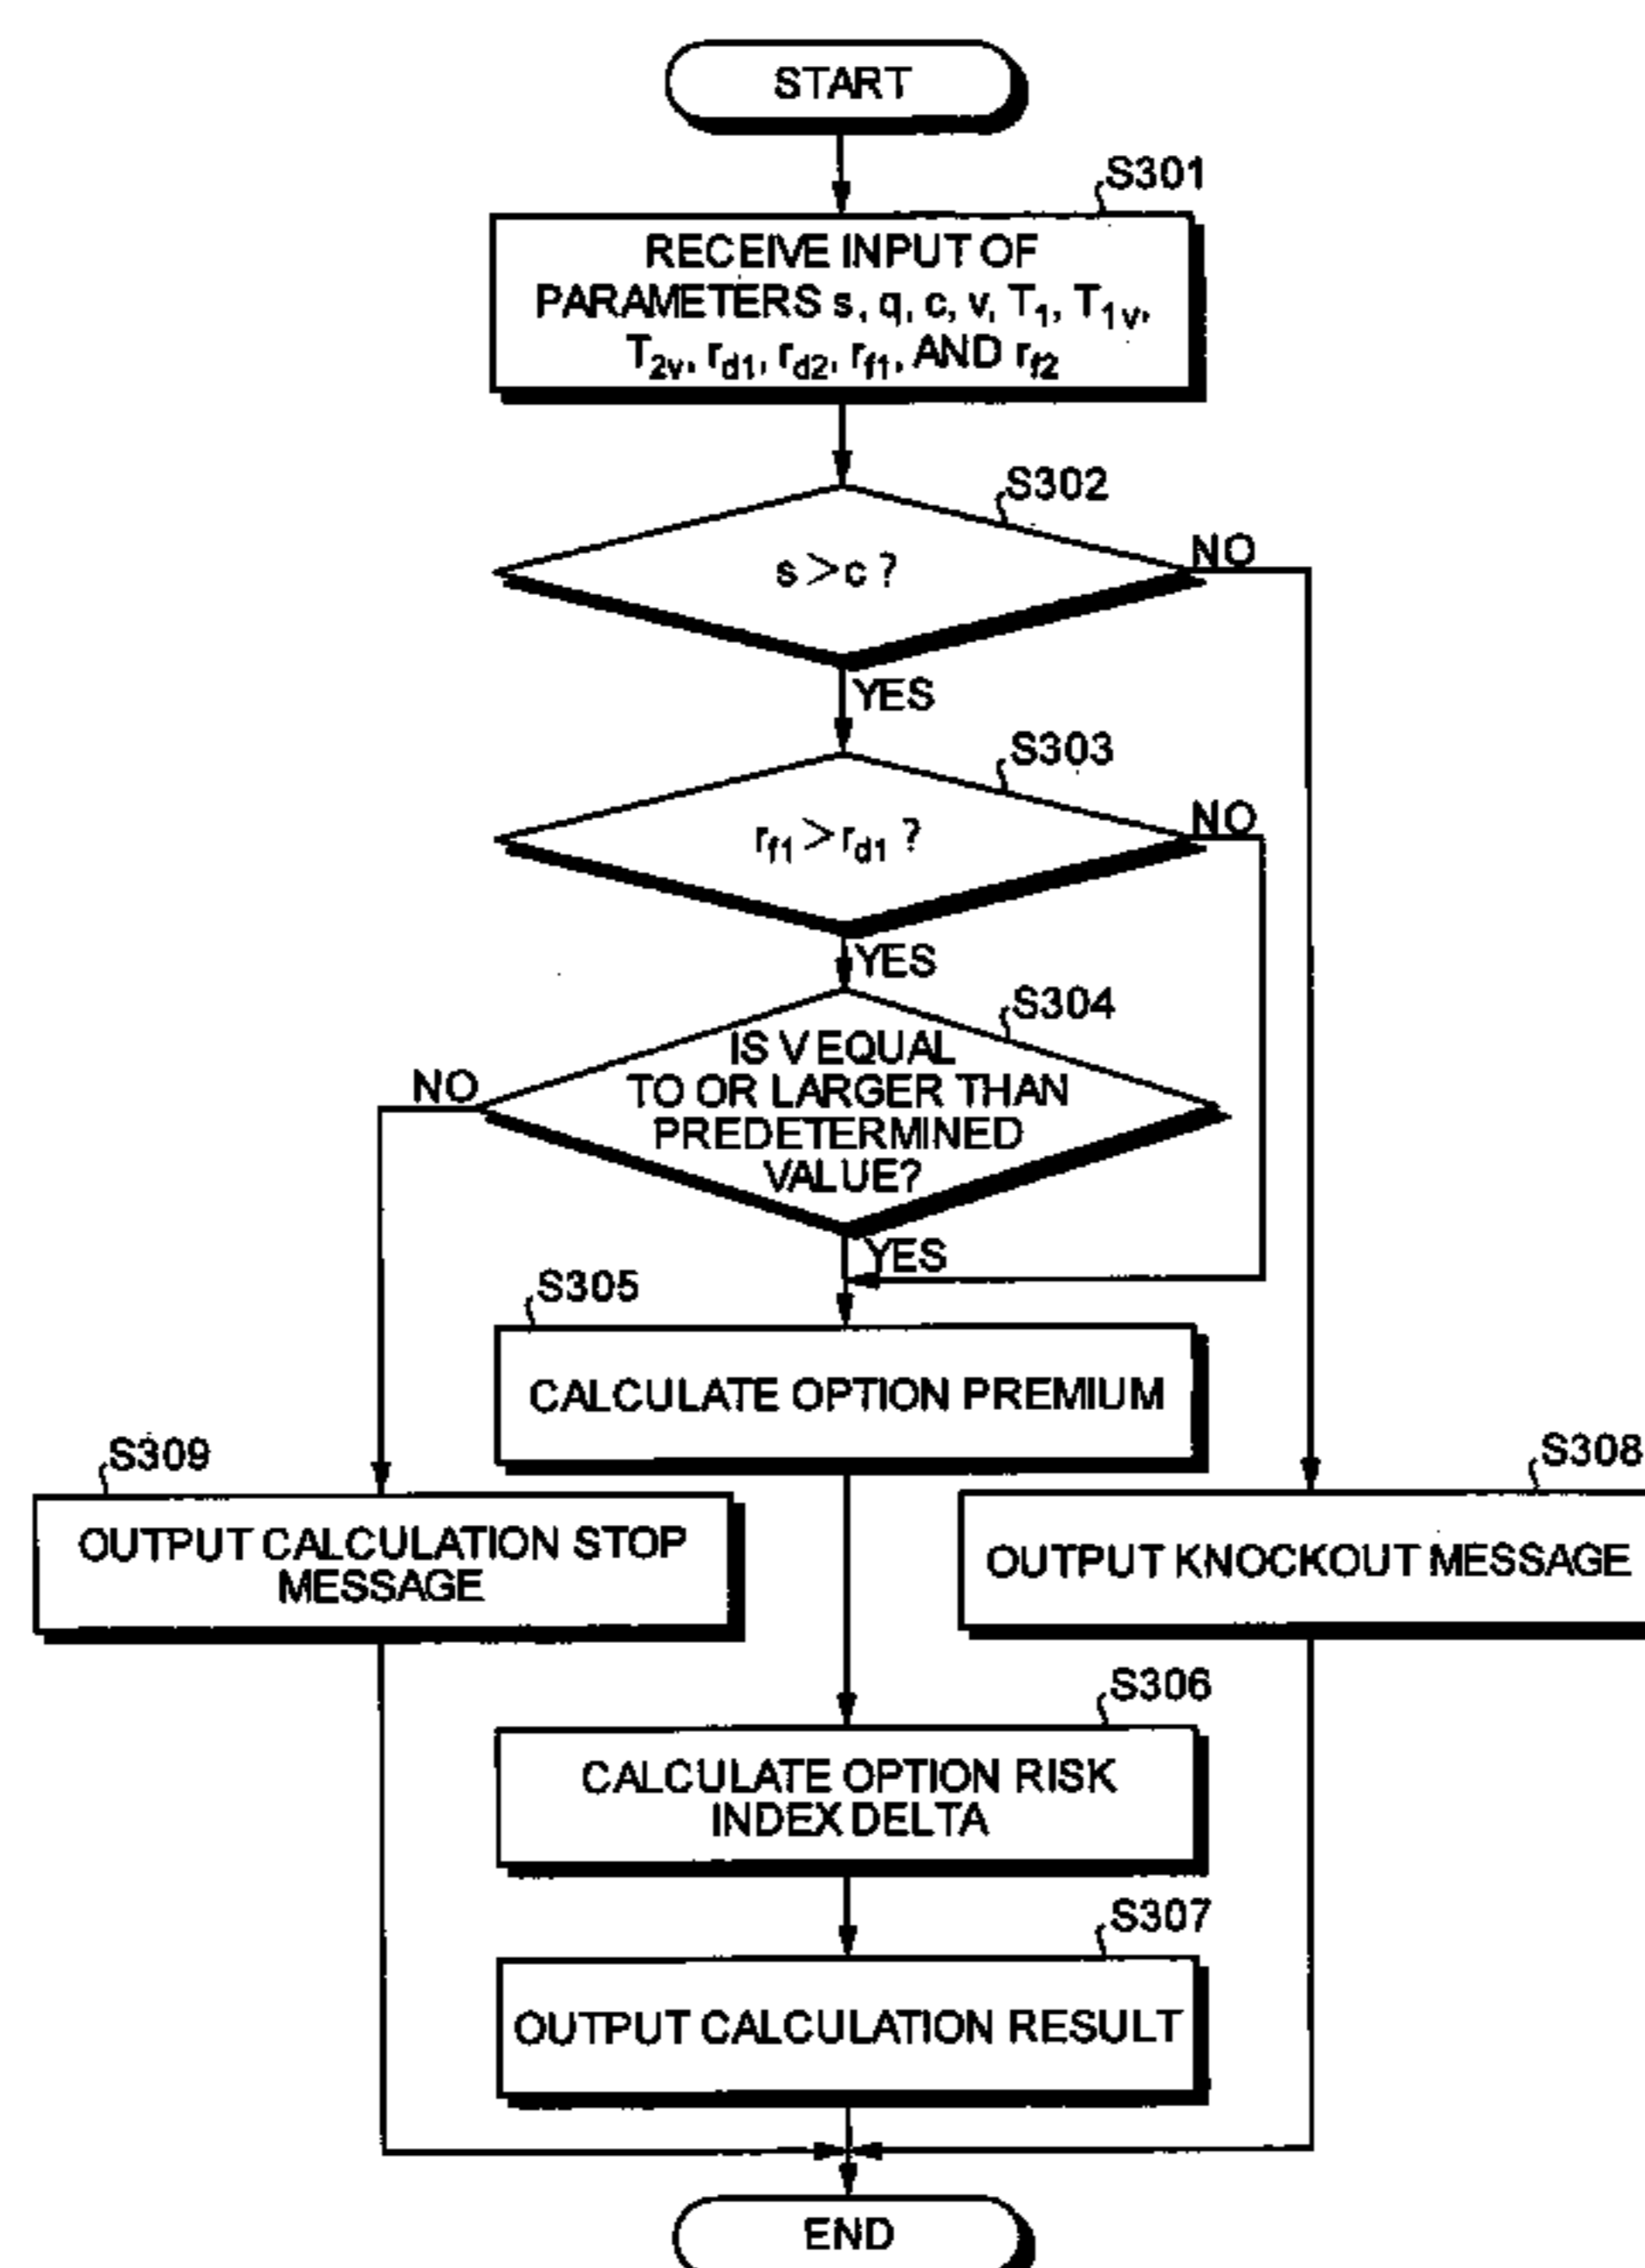 START
S301
RECEIVE INPUT OF
PARAMETERS s, q, c, v, T1, T1v,
T2v, rd1, rd2, rf1, AND rf2
S302
s>c ?
NO
YES
S303
rf1>rd1 ?
NO
YES
S304
IS V EQUAL
TO OR LARGER THAN
PREDETERMINED
VALUE?
NO
YES
S305
CALCULATE OPTION PREMIUM
S309
OUTPUT CALCULATION STOP
MESSAGE
S308
OUTPUT KNOCKOUT MESSAGE
S306
CALCULATE OPTION RISK
INDEX DELTA
S307
OUTPUT CALCULATION RESULT
END